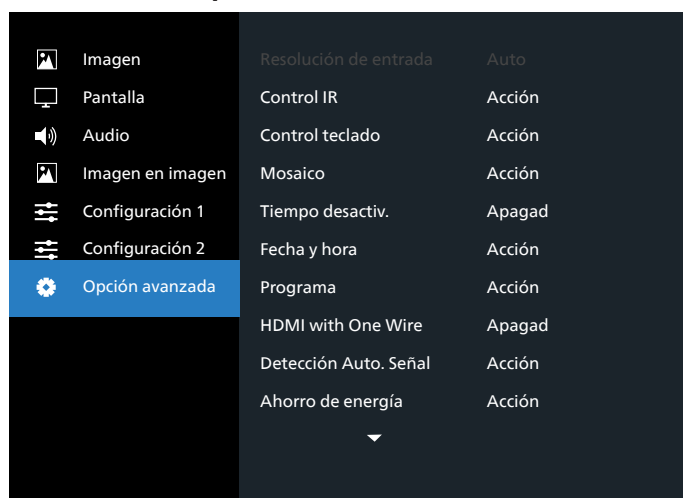 Imagen
Pantalla
Audio
Imagen en imagen
Configuración 1
Configuración 2
Opción avanzada
Resolución de entrada Auto
Control IR Acción
Control teclado Acción
Mosaico Acción
Tiempo desactiv. Apagad
Fecha y hora Acción
Programa Acción
HDMI with One Wire Apagad
Detección Auto. Señal Acción
Ahorro de energía Acción